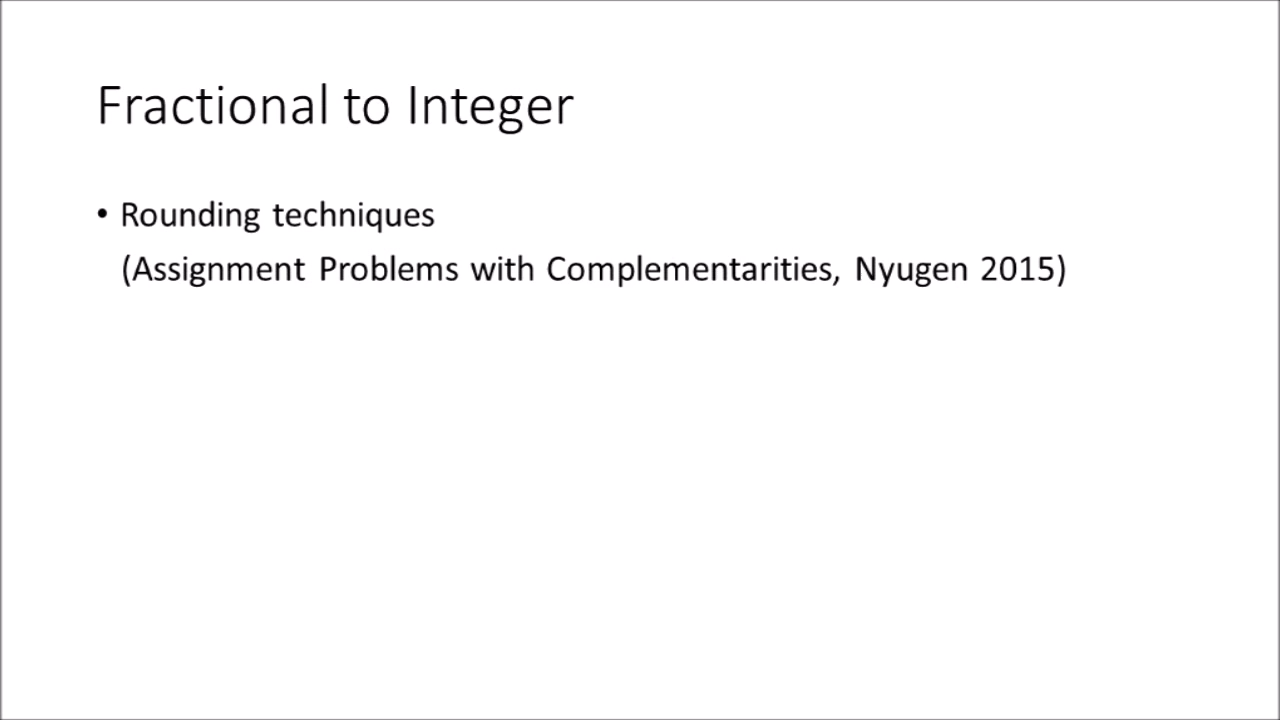 Fractional to Integer
• Rounding techniques
(Assignment Problems with Complementarities, Nyugen 2015)